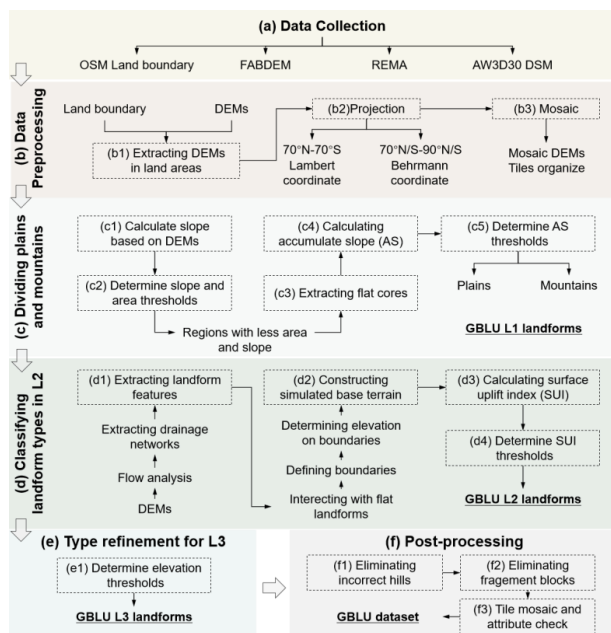 (a) Data Collection
OSM Land boundary
FABDEM
REMA
AW3D30 DSM
(b) Data
Preprocessing
Land boundary
DEMs
(b1) Extracting DEMs
in land areas
(b2)Projection
70°N-70°S
Lambert
coordinate
70°N/S-90°N/S
Behrmann
coordinate
(b3) Mosaic
Mosaic DEMs
Tiles organize
(c) Dividing plains
and mountains
(c1) Calculate slope
based on DEMs
(c2) Determine slope and
area thresholds
Regions with less area
and slope
(c3) Extracting flat cores
(c4) Calculating
accumulate slope (AS)
(c5) Determine AS
thresholds
Plains
Mountains
GBLU L1 landforms
(d) Classifying
landform types in L2
(d1) Extracting landform
features
Extracting drainage
networks
Flow analysis
DEMs
(d2) Constructing
simulated base terrain
Determining elevation
on boundaries
Defining boundaries
Interecting with flat
landforms
(d3) Calculating surface
uplift index (SUI)
(d4) Determine SUI
thresholds
GBLU L2 landforms
(e) Type refinement for L3
(e1) Determine elevation
thresholds
GBLU L3 landforms
(f) Post-processing
(f1) Eliminating
incorrect hills
(f2) Eliminating
fragement blocks
(f3) Tile mosaic and
attribute check
GBLU dataset